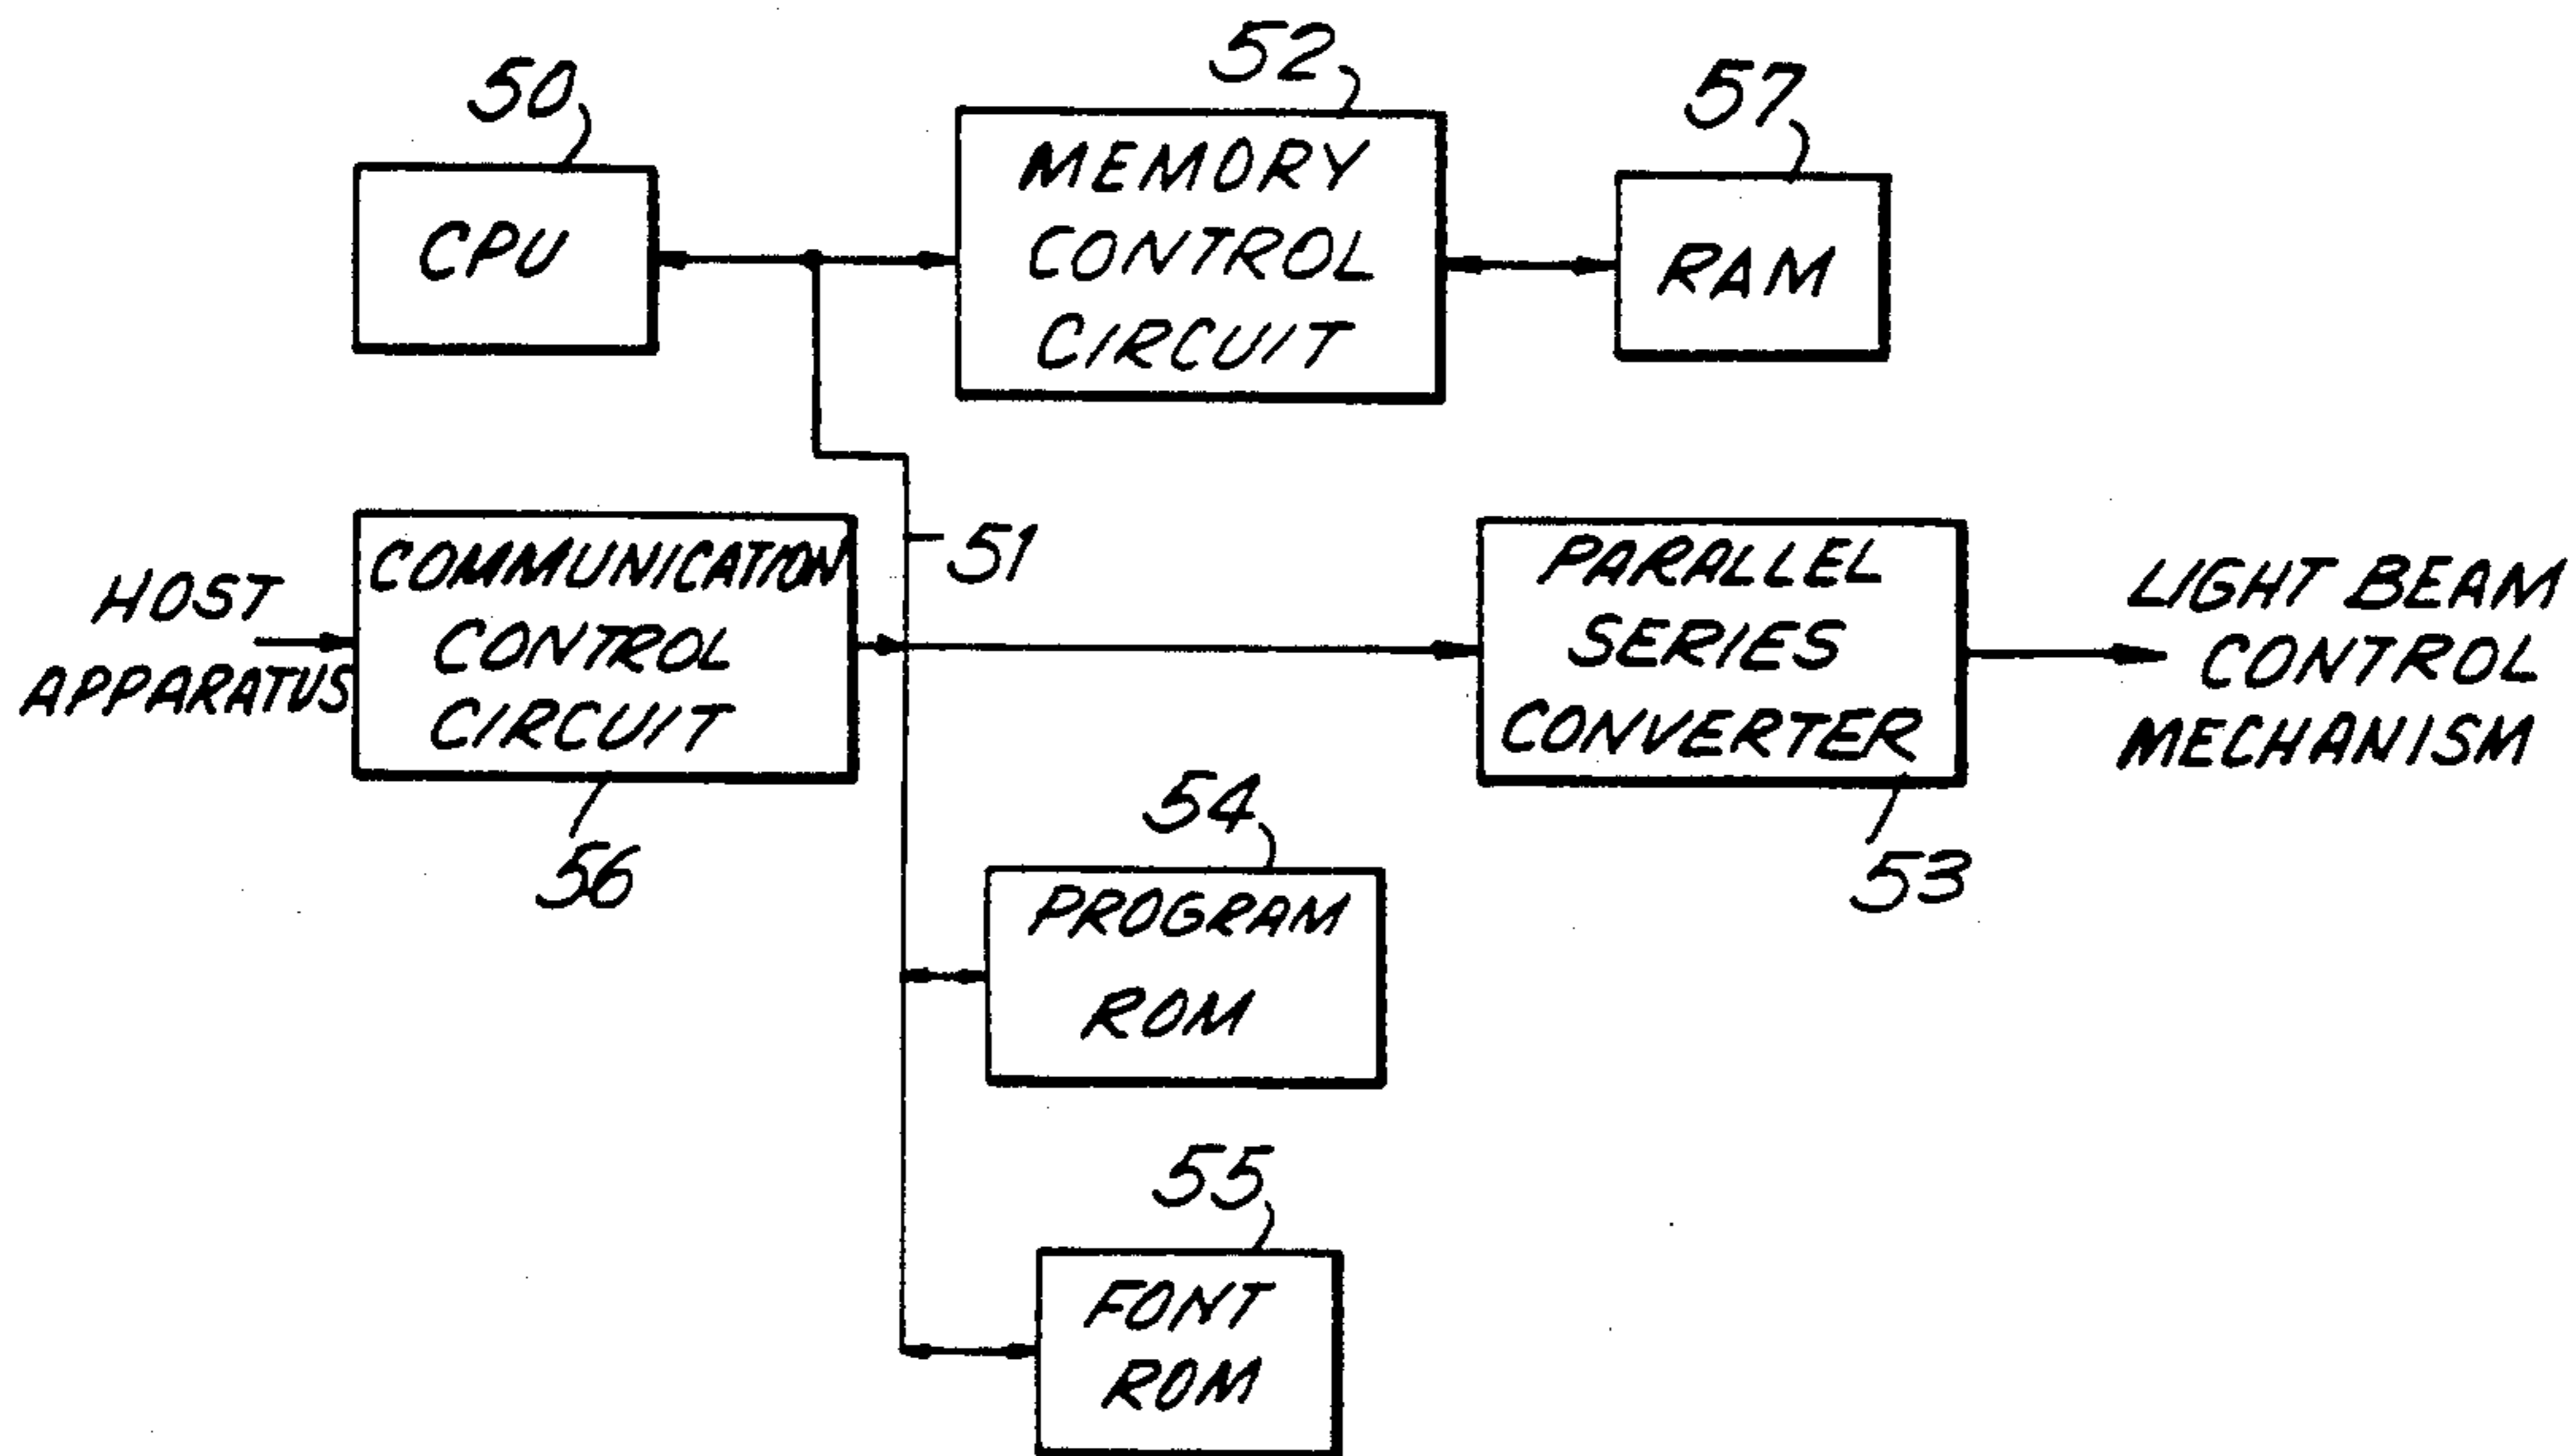 50
CPU
52
MEMORY
CONTROL
CIRCUIT
57
RAM
51
HOST
APPARATUS
COMMUNICATION
CONTROL
CIRCUIT
56
PARALLEL
SERIES
CONVERTER
53
LIGHT BEAM
CONTROL
MECHANISM
54
PROGRAM
ROM
55
FONT
ROM